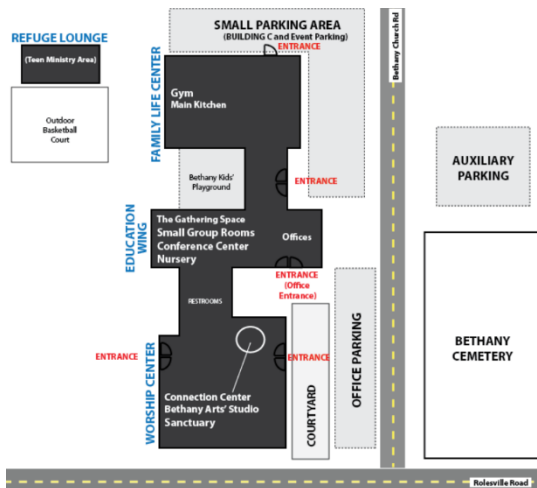 SMALL PARKING AREA
(BUILDING C and Event Parking)
ENTRANCE
Bethany Church Rd
REFUGE LOUNGE
(Teen Ministry Area)
Outdoor
Basketball
Court
FAMILY LIFE CENTER
Gym
Main Kitchen
Bethany Kids'
Playground
ENTRANCE
AUXILIARY
PARKING
EDUCATION
WING
The Gathering Space
Small Group Rooms
Conference Center
Nursery
Offices
ENTRANCE
(Office
Entrance)
RESTROOMS
WORSHIP CENTER
ENTRANCE
ENTRANCE
Connection Center
Bethany Arts' Studio
Sanctuary
COURTYARD
OFFICE PARKING
BETHANY
CEMETERY
Rolesville Road